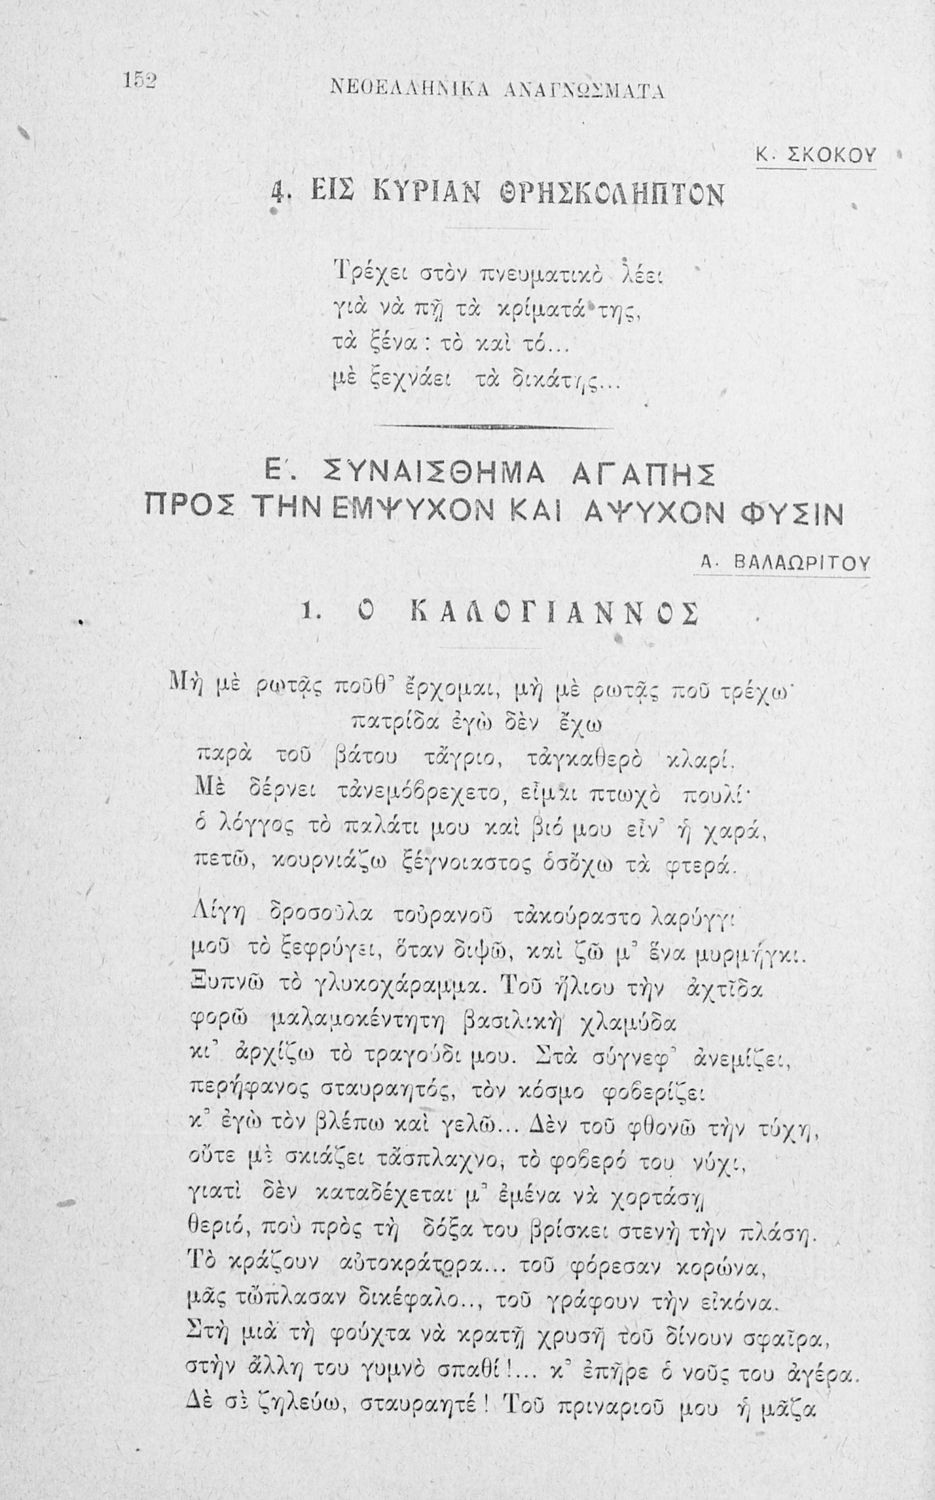 152
ΝΕΟΕΛΛΗΝΙΚΑ ΑΝΑΓΝΩΣΜΑΤΑ
Κ. ΣΚΟΚΟΥ
4. ΕΙΣ ΚΥΡΙΑΝ ΘΡΗΣΚΟΛΗΠΤΟΝ
Τρέχει στὸν πνευματικὸ λέει
γιὰ νὰ πῇ τὰ κρίματά της,
τὰ ξένα : τὸ καὶ τό...
μὲ ξεχνάει τὰ δικάτης...
Ε΄. ΣΥΝΑΙΣΘΗΜΑ ΑΓΑΠΗΣ
ΠΡΟΣ ΤΗΝ ΕΜΨΥΧΟΝ ΚΑΙ ΑΨΥΧΟΝ ΦΥΣΙΝ
Α. ΒΑΛΑΩΡΙΤΟΥ
1. Ο ΚΑΛΟΓΙΑΝΝΟΣ
Μὴ μὲ ρωτᾷς ποῦθ’ ἔρχομαι, μὴ μὲ ρωτᾷς ποῦ τρέχω·
πατρίδα ἐγὼ δὲν ἔχω
παρὰ τοῦ βάτου τἄγριο, τἀγκαθερὸ κλαρί.
Μὲ δέρνει τἀνεμόβρεχετο, εἶμαι πτωχὸ πουλί·
ὁ λόγγος τὸ παλάτι μου καὶ βιό μου εἶν’ ἡ χαρά,
πετῶ, κουρνιάζω ξέγνοιαστος ὁσὄχω τὰ φτερά.
Λίγη δροσοῦλα τοὐρανοῦ τἀκούραστο λαρύγγι
μοῦ τὸ ξεφρύγει, ὅταν διψῶ, καὶ ζῶ μ’ ἕνα μυρμήγκι.
Ξυπνῶ τὸ γλυκοχάραμμα. Τοῦ ἥλιου τὴν ἀχτῖδα
φορῶ μαλαμοκέντητη βασιλικὴ χλαμύδα
κι’ ἀρχίζω τὸ τραγούδι μου. Στὰ σύγνεφ’ ἀνεμίζει,
περήφανος σταυραητός, τὸν κόσμο φοβερίζει
κ’ ἐγὼ τὸν βλέπω καὶ γελῶ... Δὲν τοῦ φθονῶ τὴν τύχη,
οὔτε μὲ σκιάζει τἄσπλαχνο, τὸ φοβερό του νύχι,
γιατὶ δὲν καταδέχεται μ’ ἐμένα νὰ χορτάσῃ
θεριό, ποὺ πρὸς τὴ δόξα του βρίσκει στενὴ τὴν πλάση.
Τὸ κράζουν αὐτοκράτορα... τοῦ φόρεσαν κορώνα,
μᾶς τὤπλασαν δικέφαλο.., τοῦ γράφουν τὴν εἰκόνα.
Στὴ μιὰ τὴ φούχτα νὰ κρατῇ χρυσῆ τοῦ δίνουν σφαῖρα,
στὴν ἄλλη του γυμνὸ σπαθί !... κ’ ἐπῆρε ὁ νοῦς του ἀγέρα.
Δὲ σὲ ζηλεύω, σταυραητέ ! Τοῦ πριναριοῦ μου ἡ μᾶζα